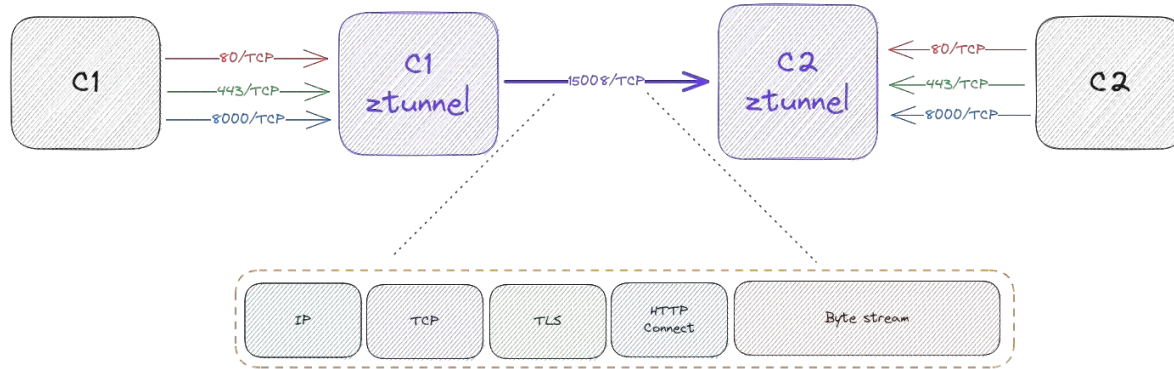 C1
80/TCP
443/TCP
8000/TCP
C1
ztunnel
15008/TCP
C2
ztunnel
80/TCP
443/TCP
8000/TCP
C2
IP
TCP
TLS
HTTP
Connect
Byte stream